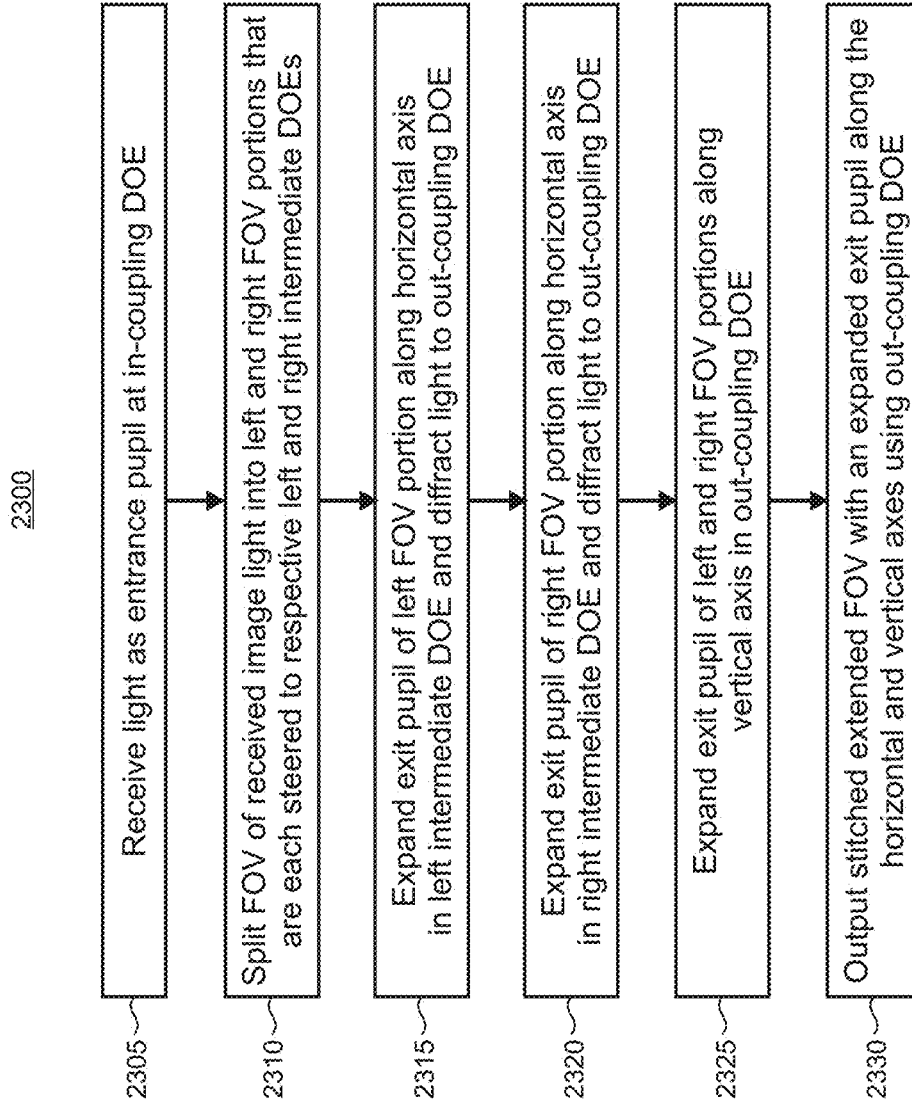 2300
2305
Receive light as entrance pupil at in-coupling DOE
2310
Split FOV of received image light into left and right FOV portions that
are each steered to respective left and right intermediate DOEs
2315
Expand exit pupil of left FOV portion along horizontal axis
in left intermediate DOE and diffract light to out-coupling DOE
2320
Expand exit pupil of right FOV portion along horizontal axis
in right intermediate DOE and diffract light to out-coupling DOE
2325
Expand exit pupil of left and right FOV portions along
vertical axis in out-coupling DOE
2330
Output stitched extended FOV with an expanded exit pupil along the
horizontal and vertical axes using out-coupling DOE